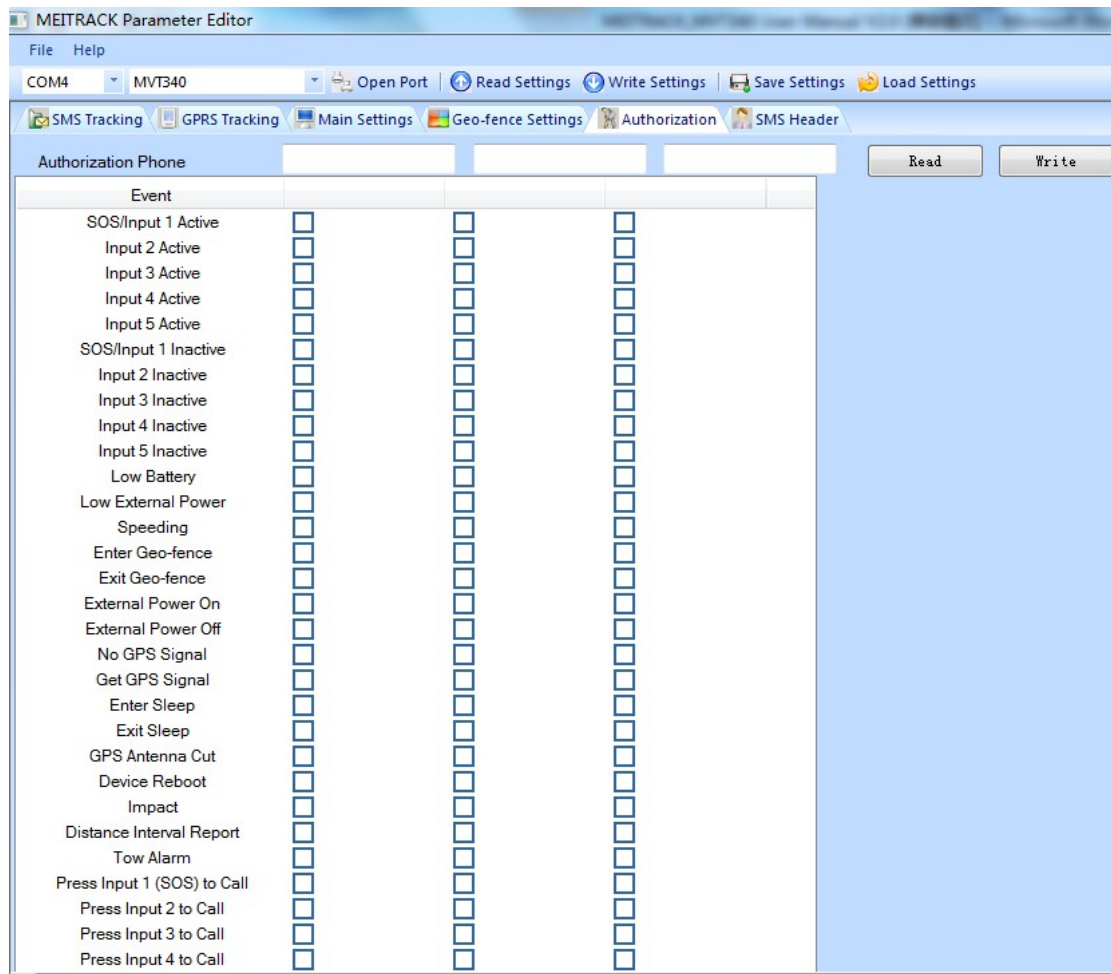 MEITRACK Parameter Editor
File Help
COM4 MVT340 Open Port Read Settings Write Settings Save Settings Load Settings
SMS Tracking GPRS Tracking Main Settings Geo-fence Settings Authorization SMS Header
Authorization Phone Read Write
Event
SOS/Input 1 Active
Input 2 Active
Input 3 Active
Input 4 Active
Input 5 Active
SOS/Input 1 Inactive
Input 2 Inactive
Input 3 Inactive
Input 4 Inactive
Input 5 Inactive
Low Battery
Low External Power
Speeding
Enter Geo-fence
Exit Geo-fence
External Power On
External Power Off
No GPS Signal
Get GPS Signal
Enter Sleep
Exit Sleep
GPS Antenna Cut
Device Reboot
Impact
Distance Interval Report
Tow Alarm
Press Input 1 (SOS) to Call
Press Input 2 to Call
Press Input 3 to Call
Press Input 4 to Call